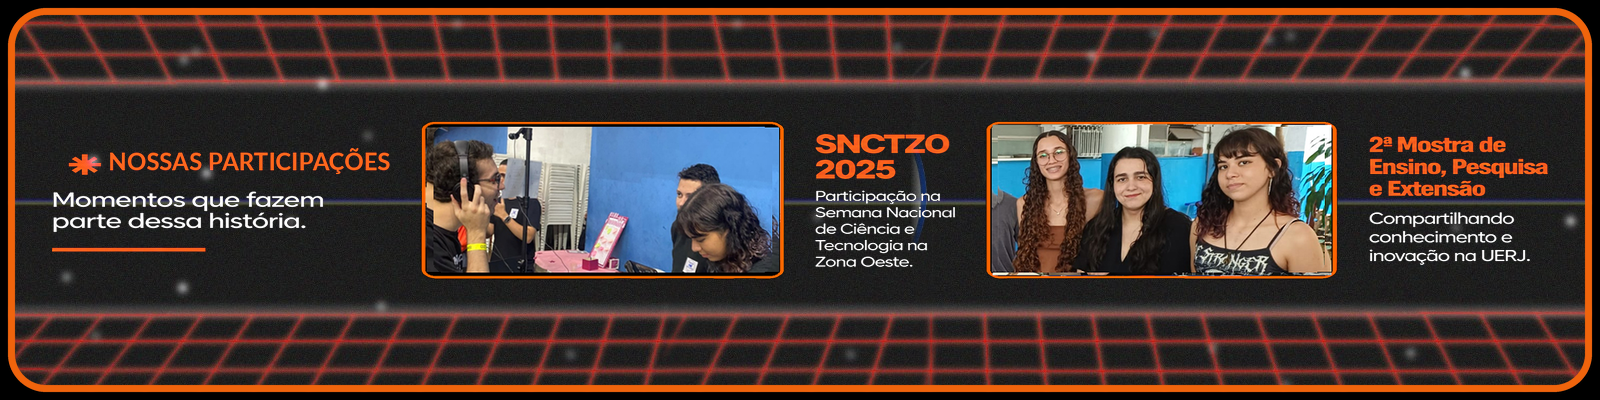 NOSSAS PARTICIPAÇÕES
Momentos que fazem
parte dessa história.
SNCTZO
2025
Participação na
Semana Nacional
de Ciência e
Tecnologia na
Zona Oeste.
STRANGER
2ª Mostra de
Ensino, Pesquisa
e Extensão
Compartilhando
conhecimento e
inovação na UERJ.